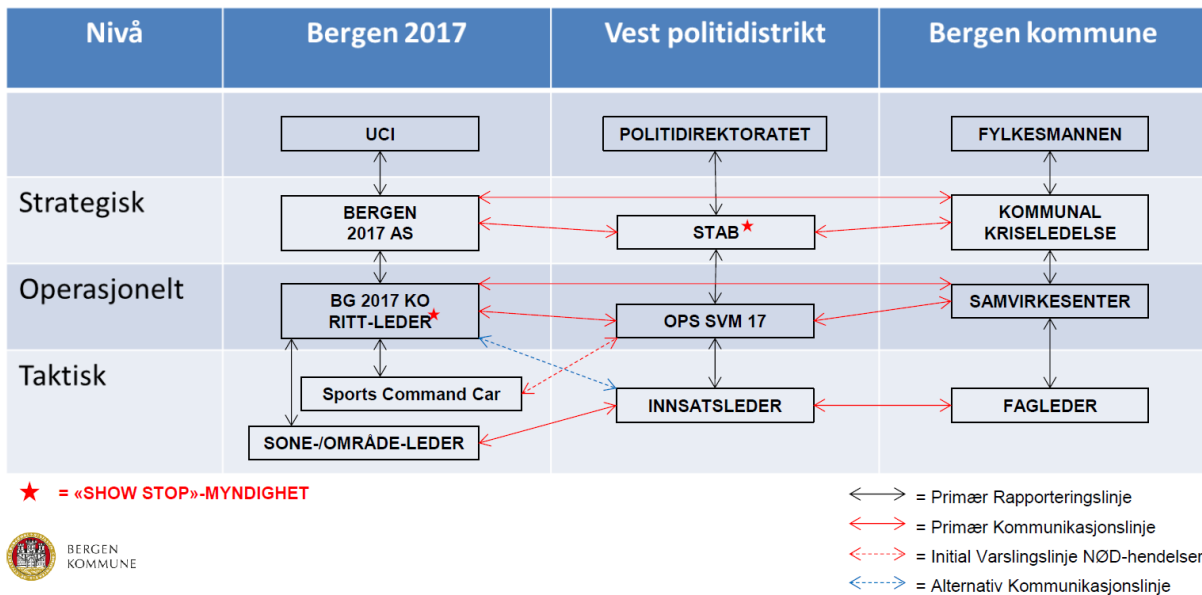 Nivå
Bergen 2017
Vest politidistrikt
Bergen kommune
UCI
POLITIDIREKTORATET
FYLKESMANNEN
Strategisk
BERGEN
2017 AS
STAB
KOMMUNAL
KRISELEDELSE
Operasjonelt
BG 2017 KO
RITT-LEDER
OPS SVM 17
SAMVIRKESENTER
Taktisk
Sports Command Car
INNSATSLEDER
FAGLEDER
SONE-/OMRÅDE-LEDER
= «SHOW STOP»-MYNDIGHET
= Primær Rapporteringslinje
= Primær Kommunikasjonslinje
= Initial Varslingslinje NØD-hendelser
= Alternativ Kommunikasjonslinje
BERGEN
KOMMUNE